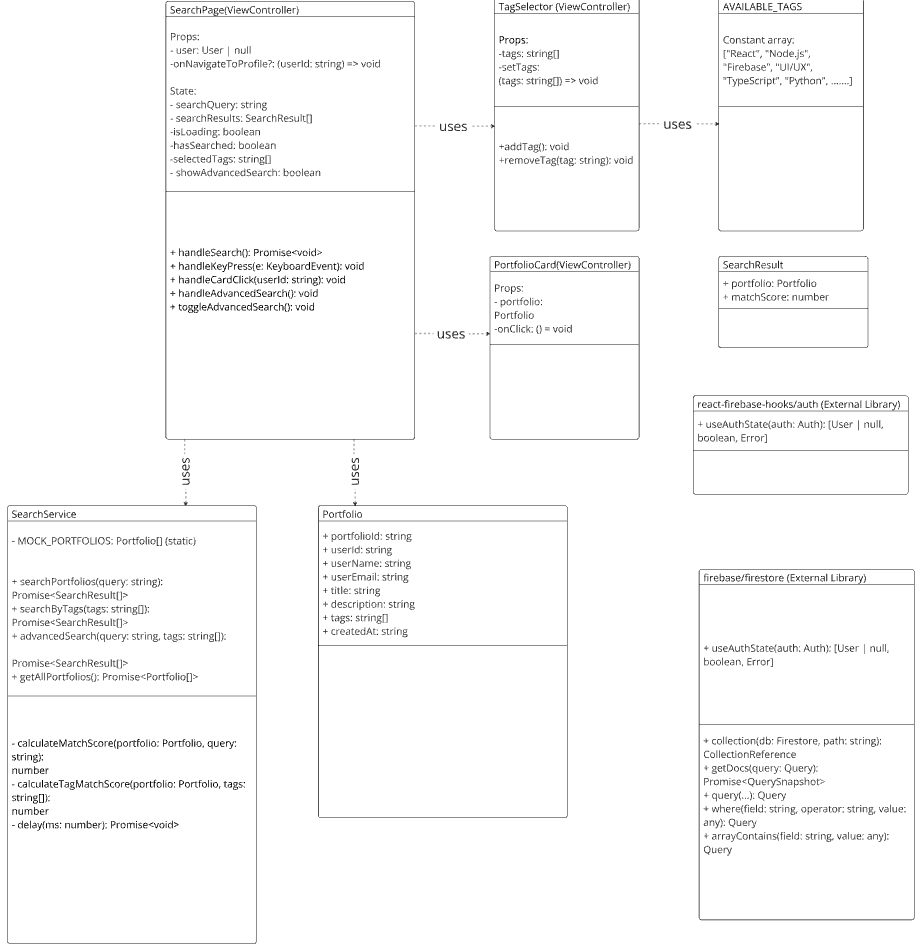 SearchPage(ViewController)
Props:
- user: User | null
-onNavigateToProfile?: (userId: string) => void
State:
- searchQuery: string
- searchResults: SearchResult[]
-isLoading: boolean
-hasSearched: boolean
-selectedTags: string[]
- showAdvancedSearch: boolean
+ handleSearch(): Promise<void>
+ handleKeyPress(e: KeyboardEvent): void
+ handleCardClick(userId: string): void
+ handleAdvancedSearch(): void
+ toggleAdvancedSearch(): void
uses
TagSelector (ViewController)
Props:
-tags: string[]
-setTags:
(tags: string[]) => void
+addTag(): void
+removeTag(tag: string): void
uses
AVAILABLE_TAGS
Constant array:
["React", "Node.js",
"Firebase", "UI/UX",
"TypeScript", "Python", .......]
uses
PortfolioCard(ViewController)
Props:
- portfolio:
Portfolio
-onClick: () = void
SearchResult
+ portfolio: Portfolio
+ matchScore: number
react-firebase-hooks/auth (External Library)
+ useAuthState(auth: Auth): [User | null,
boolean, Error]
uses
uses
SearchService
- MOCK_PORTFOLIOS: Portfolio[] (static)
+ searchPortfolios(query: string):
Promise<SearchResult[]>
+ searchByTags(tags: string[]):
Promise<SearchResult[]>
+ advancedSearch(query: string, tags: string[]):
Promise<SearchResult[]>
+ getAllPortfolios(): Promise<Portfolio[]>
- calculateMatchScore(portfolio: Portfolio, query:
string):
number
- calculateTagMatchScore(portfolio: Portfolio, tags:
string[]):
number
- delay(ms: number): Promise<void>
Portfolio
+ portfolioId: string
+ userId: string
+ userName: string
+ userEmail: string
+ title: string
+ description: string
+ tags: string[]
+ createdAt: string
firebase/firestore (External Library)
+ useAuthState(auth: Auth): [User | null,
boolean, Error]
+ collection(db: Firestore, path: string):
CollectionReference
+ getDocs(query: Query):
Promise<QuerySnapshot>
+ query(...): Query
+ where(field: string, operator: string, value:
any): Query
+ arrayContains(field: string, value: any):
Query